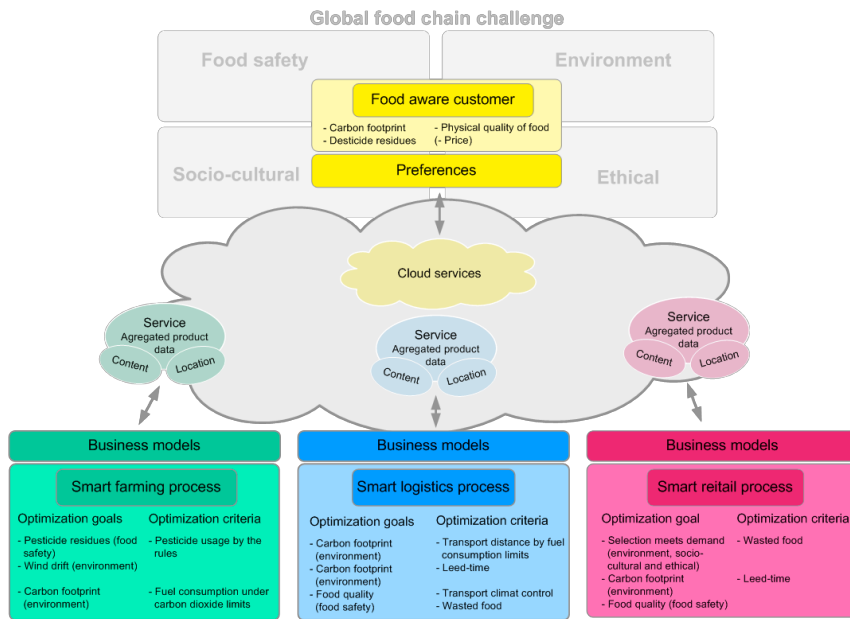 Global food chain challenge
Food safety
Environment
Food aware customer
- Carbon footprint
- Desticide residues
- Physical quality of food
(- Price)
Socio-cultural
Preferences
Ethical
Cloud services
Service
Agregated product
data
Content
Location
Service
Agregated product
data
Content
Location
Service
Agregated product
data
Content
Location
Business models
Smart farming process
Optimization goals
- Pesticide residues (food
safety)
- Wind drift (environment)
- Carbon footprint
(environment)
Optimization criteria
- Pesticide usage by the
rules
- Fuel consumption under
carbon dioxide limits
Business models
Smart logistics process
Optimization goals
- Carbon footprint
(environment)
- Carbon footprint
(environment)
- Food quality
(food safety)
Optimization criteria
- Transport distance by fuel
consumption limits
- Leed-time
- Transport climat control
- Wasted food
Business models
Smart reitail process
Optimization goal
- Selection meets demand
(environment, socio-
cultural and ethical)
- Carbon footprint
(environment)
- Food quality (food safety)
Optimization criteria
- Wasted food
- Leed-time